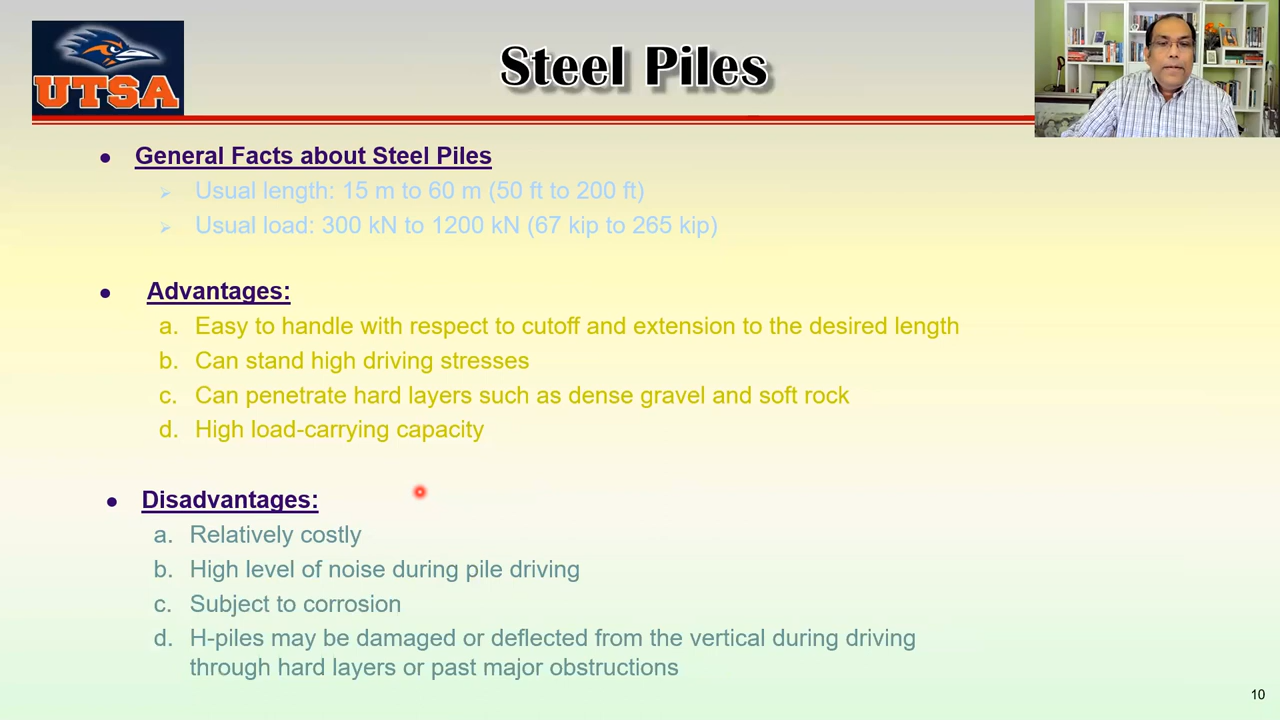 UTSA
Steel Piles
● General Facts about Steel Piles
➢ Usual length: 15 m to 60 m (50 ft to 200 ft)
➢ Usual load: 300 kN to 1200 kN (67 kip to 265 kip)
● Advantages:
a. Easy to handle with respect to cutoff and extension to the desired length
b. Can stand high driving stresses
c. Can penetrate hard layers such as dense gravel and soft rock
d. High load-carrying capacity
● Disadvantages:
a. Relatively costly
b. High level of noise during pile driving
c. Subject to corrosion
d. H-piles may be damaged or deflected from the vertical during driving
through hard layers or past major obstructions
10